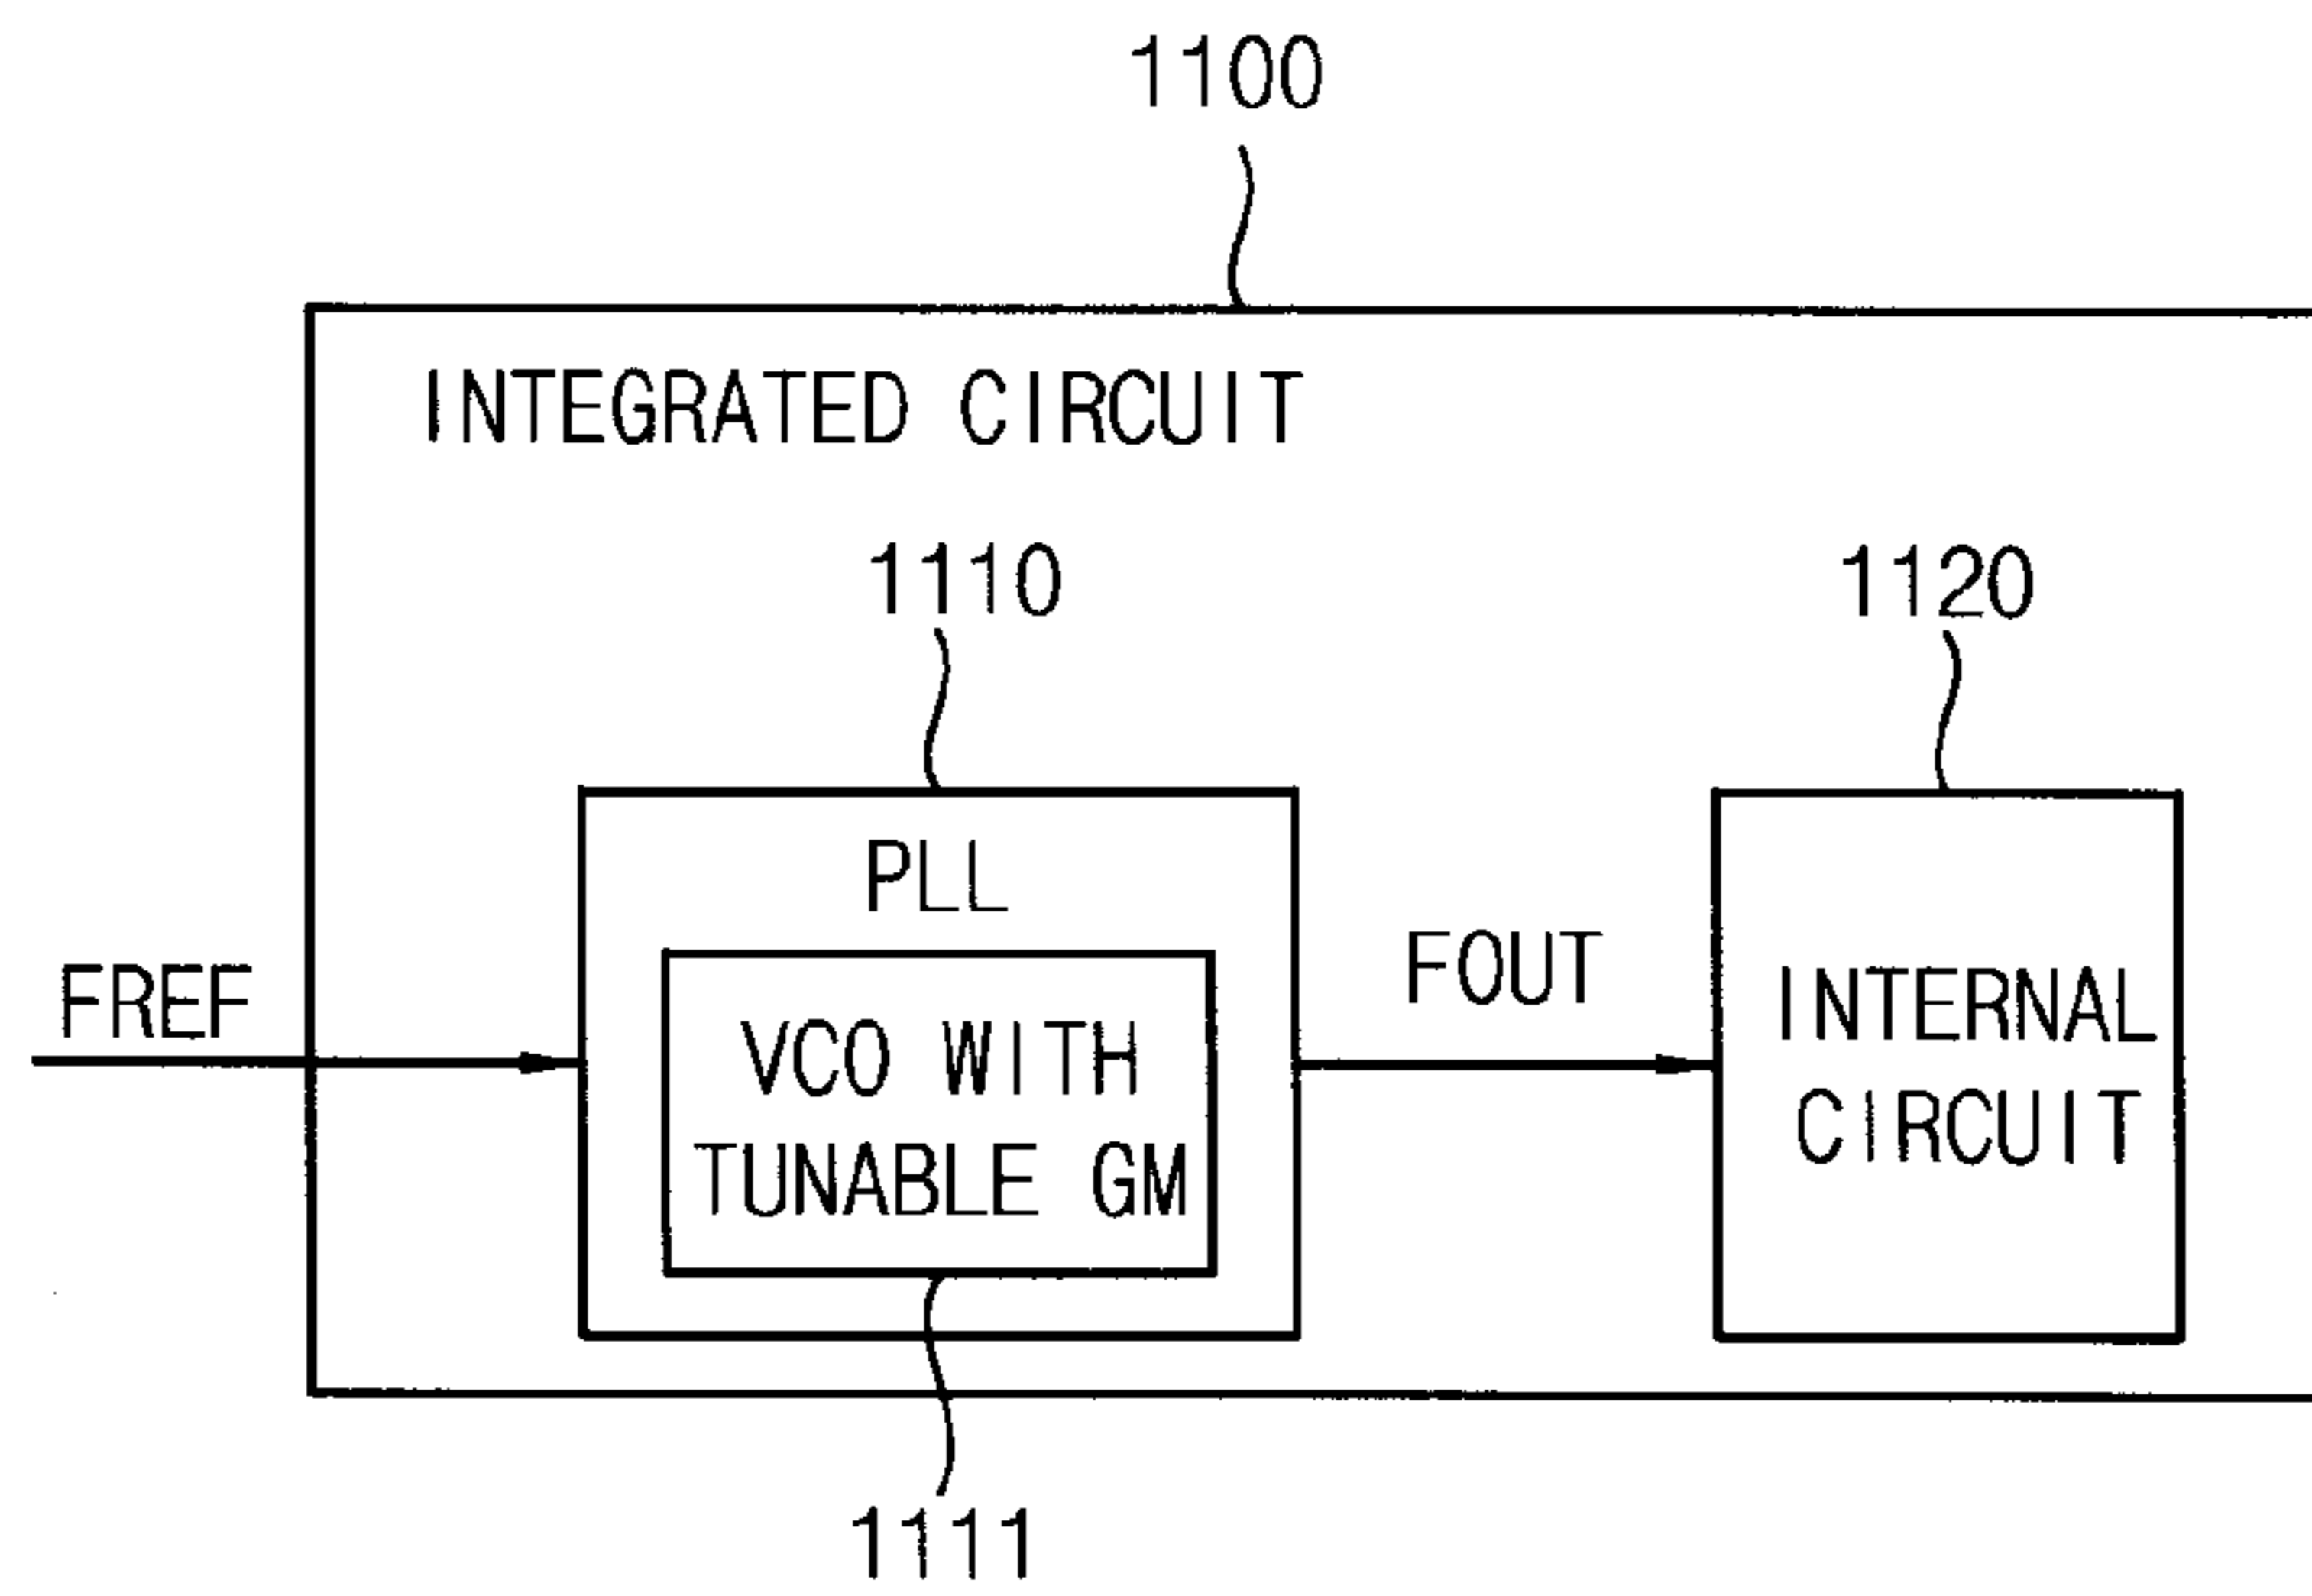 1100
INTEGRATED CIRCUIT
1110
1120
PLL
FREF
FOUT
VCO WITH
TUNABLE GM
INTERNAL
CIRCUIT
1111